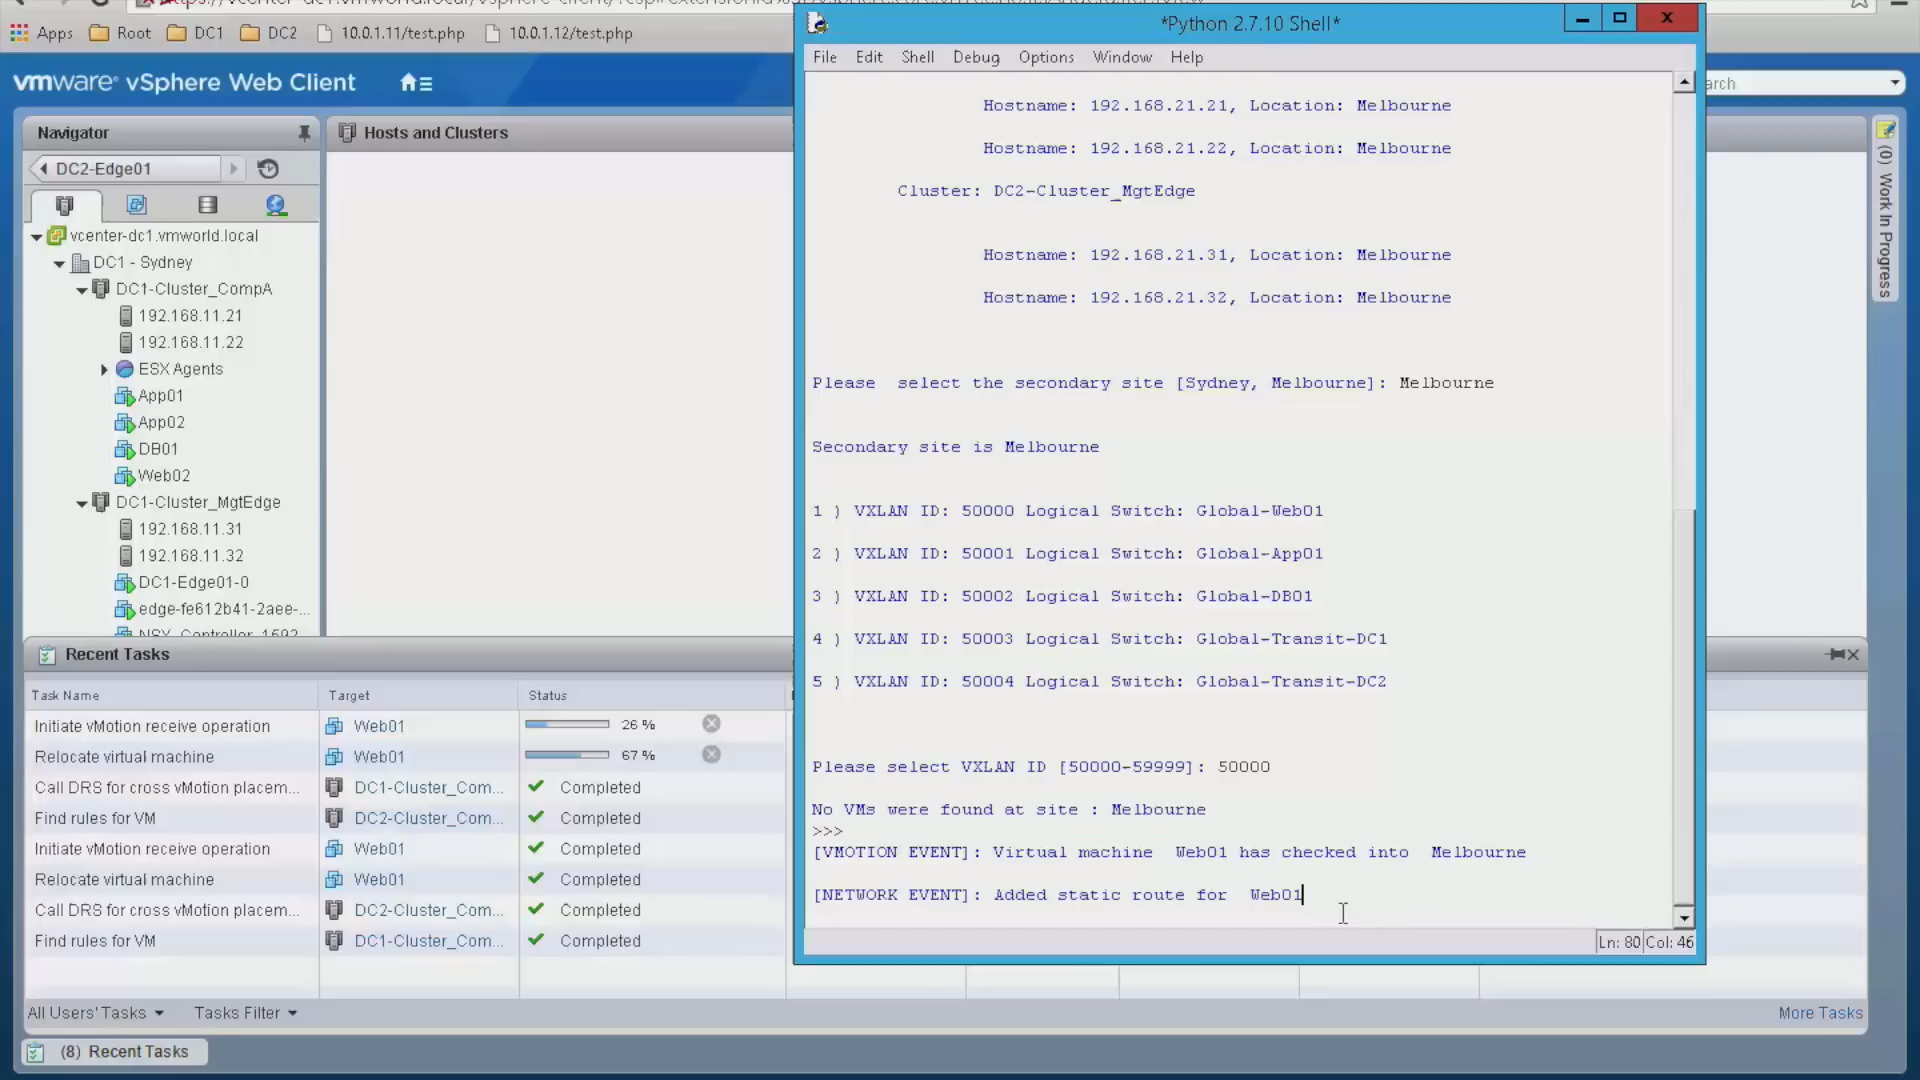 Apps Root DC1 DC2 10.0.1.11/test.php 10.0.1.12/test.php
vmware® vSphere Web Client
Navigator
DC2-Edge01
vcenter-dc1.vmworld.local
DC1 - Sydney
DC1-Cluster_CompA
192.168.11.21
192.168.11.22
ESX Agents
App01
App02
DB01
Web02
DC1-Cluster_MgtEdge
192.168.11.31
192.168.11.32
DC1-Edge01-0
edge-fe612b41-2aee-...
Hosts and Clusters
*Python 2.7.10 Shell*
File Edit Shell Debug Options Window Help
Hostname: 192.168.21.21, Location: Melbourne
Hostname: 192.168.21.22, Location: Melbourne
Cluster: DC2-Cluster_MgtEdge
Hostname: 192.168.21.31, Location: Melbourne
Hostname: 192.168.21.32, Location: Melbourne
Please  select the secondary site [Sydney, Melbourne]: Melbourne
Secondary site is Melbourne
1 ) VXLAN ID: 50000 Logical Switch: Global-Web01
2 ) VXLAN ID: 50001 Logical Switch: Global-App01
3 ) VXLAN ID: 50002 Logical Switch: Global-DB01
4 ) VXLAN ID: 50003 Logical Switch: Global-Transit-DC1
5 ) VXLAN ID: 50004 Logical Switch: Global-Transit-DC2
Please select VXLAN ID [50000-59999]: 50000
No VMs were found at site : Melbourne
>>>
[VMOTION EVENT]: Virtual machine  Web01 has checked into  Melbourne
[NETWORK EVENT]: Added static route for  Web01
Ln: 80 Col: 46
arch
(0) Work In Progress
Recent Tasks
Task Name Target Status
Initiate vMotion receive operation Web01 26 %
Relocate virtual machine Web01 67 %
Call DRS for cross vMotion placem... DC1-Cluster_Com... Completed
Find rules for VM DC2-Cluster_Com... Completed
Initiate vMotion receive operation Web01 Completed
Relocate virtual machine Web01 Completed
Call DRS for cross vMotion placem... DC2-Cluster_Com... Completed
Find rules for VM DC1-Cluster_Com... Completed
All Users' Tasks Tasks Filter More Tasks
(8) Recent Tasks